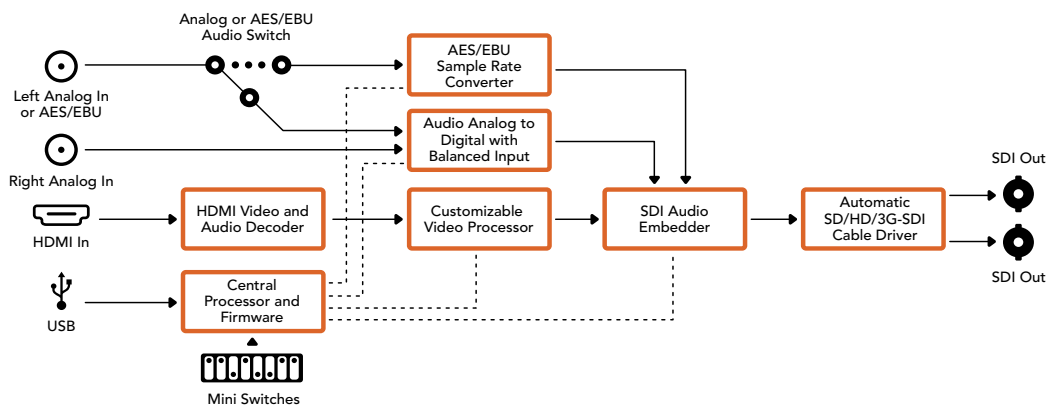 Analog or AES/EBU
Audio Switch
Left Analog In
or AES/EBU
AES/EBU
Sample Rate
Converter
Right Analog In
Audio Analog to
Digital with
Balanced Input
HDMI In
HDMI Video and
Audio Decoder
Customizable
Video Processor
SDI Audio
Embedder
Automatic
SD/HD/3G-SDI
Cable Driver
SDI Out
SDI Out
USB
Central
Processor and
Firmware
Mini Switches